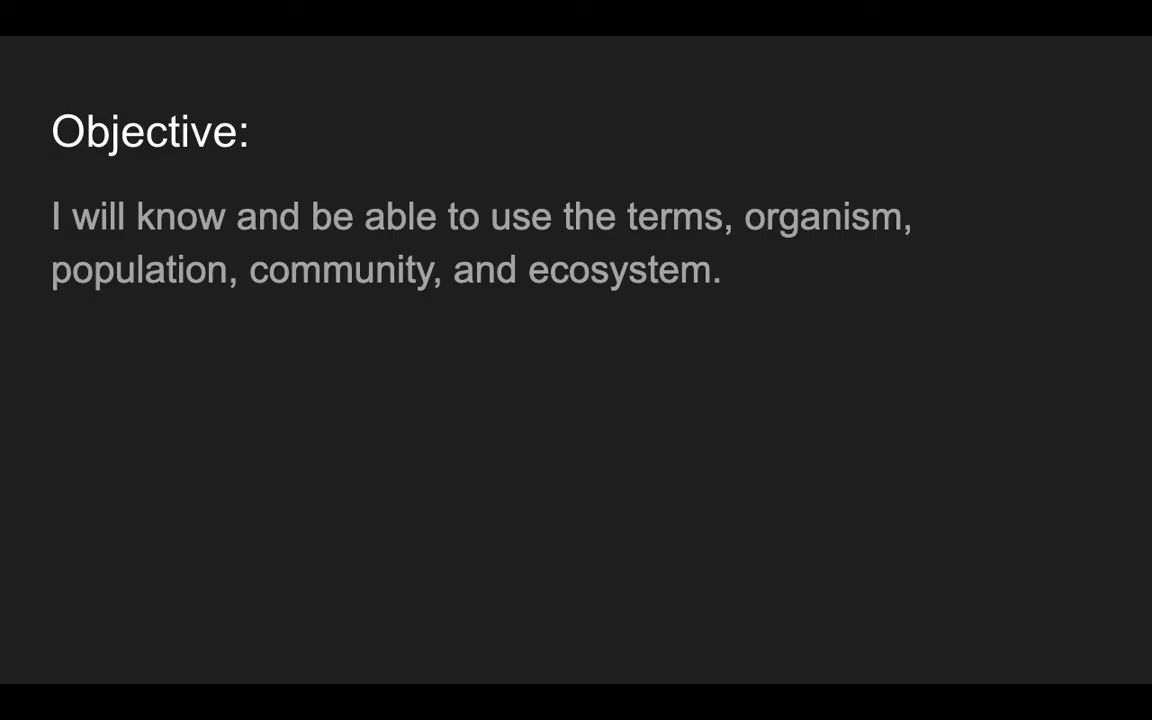 Objective:
I will know and be able to use the terms, organism,
population, community, and ecosystem.